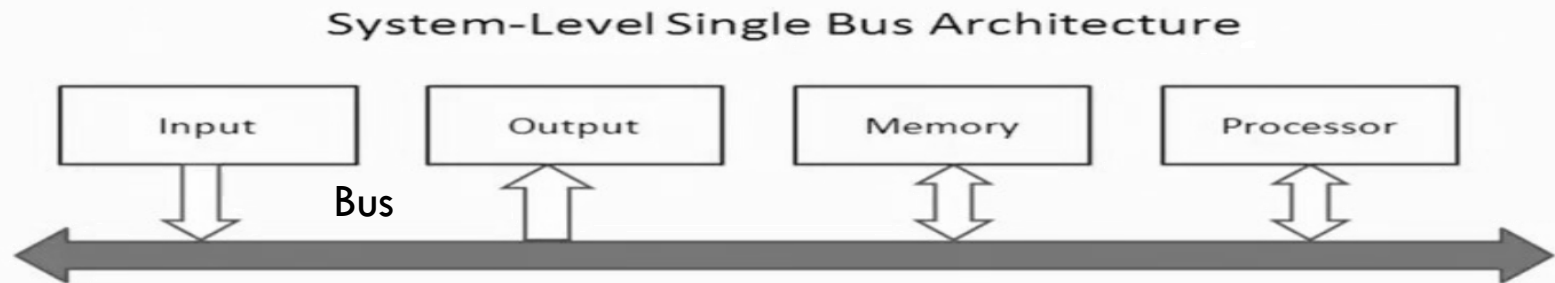 System-Level Single Bus Architecture
Input
Output
Memory
Processor
Bus